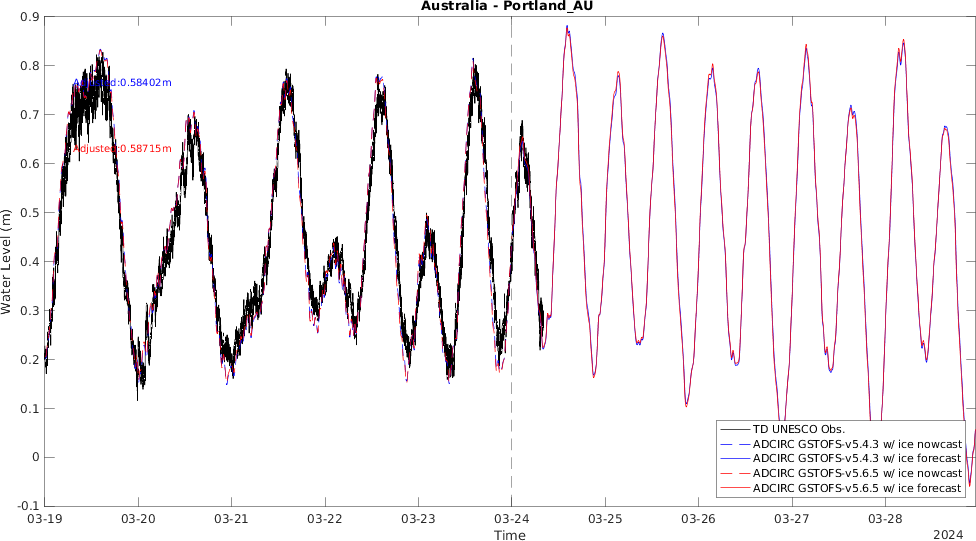 Australia - Portland_AU
0.9
0.8
0.7
0.6
0.5
0.4
0.3
0.2
0.1
0
-0.1
Water Level (m)
Adjusted:0.58402m
Adjusted:0.58715m
TD UNESCO Obs.
ADCIRC GSTOFS-v5.4.3 w/ ice nowcast
ADCIRC GSTOFS-v5.4.3 w/ ice forecast
ADCIRC GSTOFS-v5.6.5 w/ ice nowcast
ADCIRC GSTOFS-v5.6.5 w/ ice forecast
03-19 03-20 03-21 03-22 03-23 03-24 03-25 03-26 03-27 03-28
Time
2024